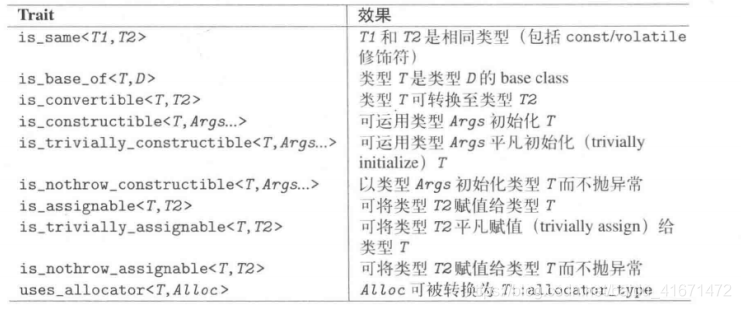 Trait 效果
is_same<T1,T2> T1 和 T2 是相同类型（包括 const/volatile
修饰符）
is_base_of<T,D> 类型 T 是类型 D 的 base class
is_convertible<T,T2> 类型 T 可转换至类型 T2
is_constructible<T,Args...> 可运用类型 Args 初始化 T
is_trivially_constructible<T,Args...> 可运用类型 Args 平凡初始化（trivially
initialize）T
is_nothrow_constructible<T,Args...> 以类型 Args 初始化类型 T 而不抛异常
is_assignable<T,T2> 可将类型 T2 赋值给类型 T
is_trivially_assignable<T,T2> 可将类型 T2 平凡赋值（trivially assign）给
类型 T
is_nothrow_assignable<T,T2> 可将类型 T2 赋值给类型 T 而不抛异常
uses_allocator<T,Alloc> Alloc 可被转换为 T::allocator_type
41671472